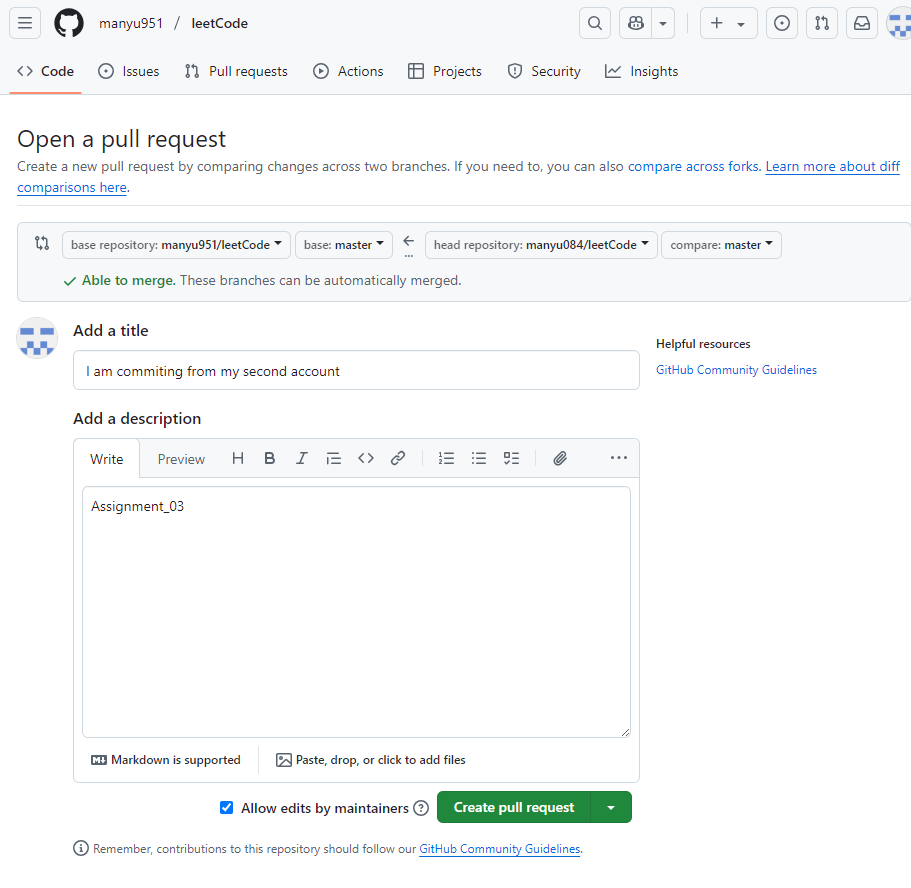 manyu951 / leetCode
Code Issues Pull requests Actions Projects Security Insights
Open a pull request
Create a new pull request by comparing changes across two branches. If you need to, you can also compare across forks. Learn more about diff
comparisons here.
base repository: manyu951/leetCode base: master ← head repository: manyu084/leetCode compare: master
...
Able to merge. These branches can be automatically merged.
Add a title
Helpful resources
I am commiting from my second account
GitHub Community Guidelines
Add a description
Write Preview H B I
Assignment_03
Markdown is supported Paste, drop, or click to add files
Allow edits by maintainers Create pull request
Remember, contributions to this repository should follow our GitHub Community Guidelines.